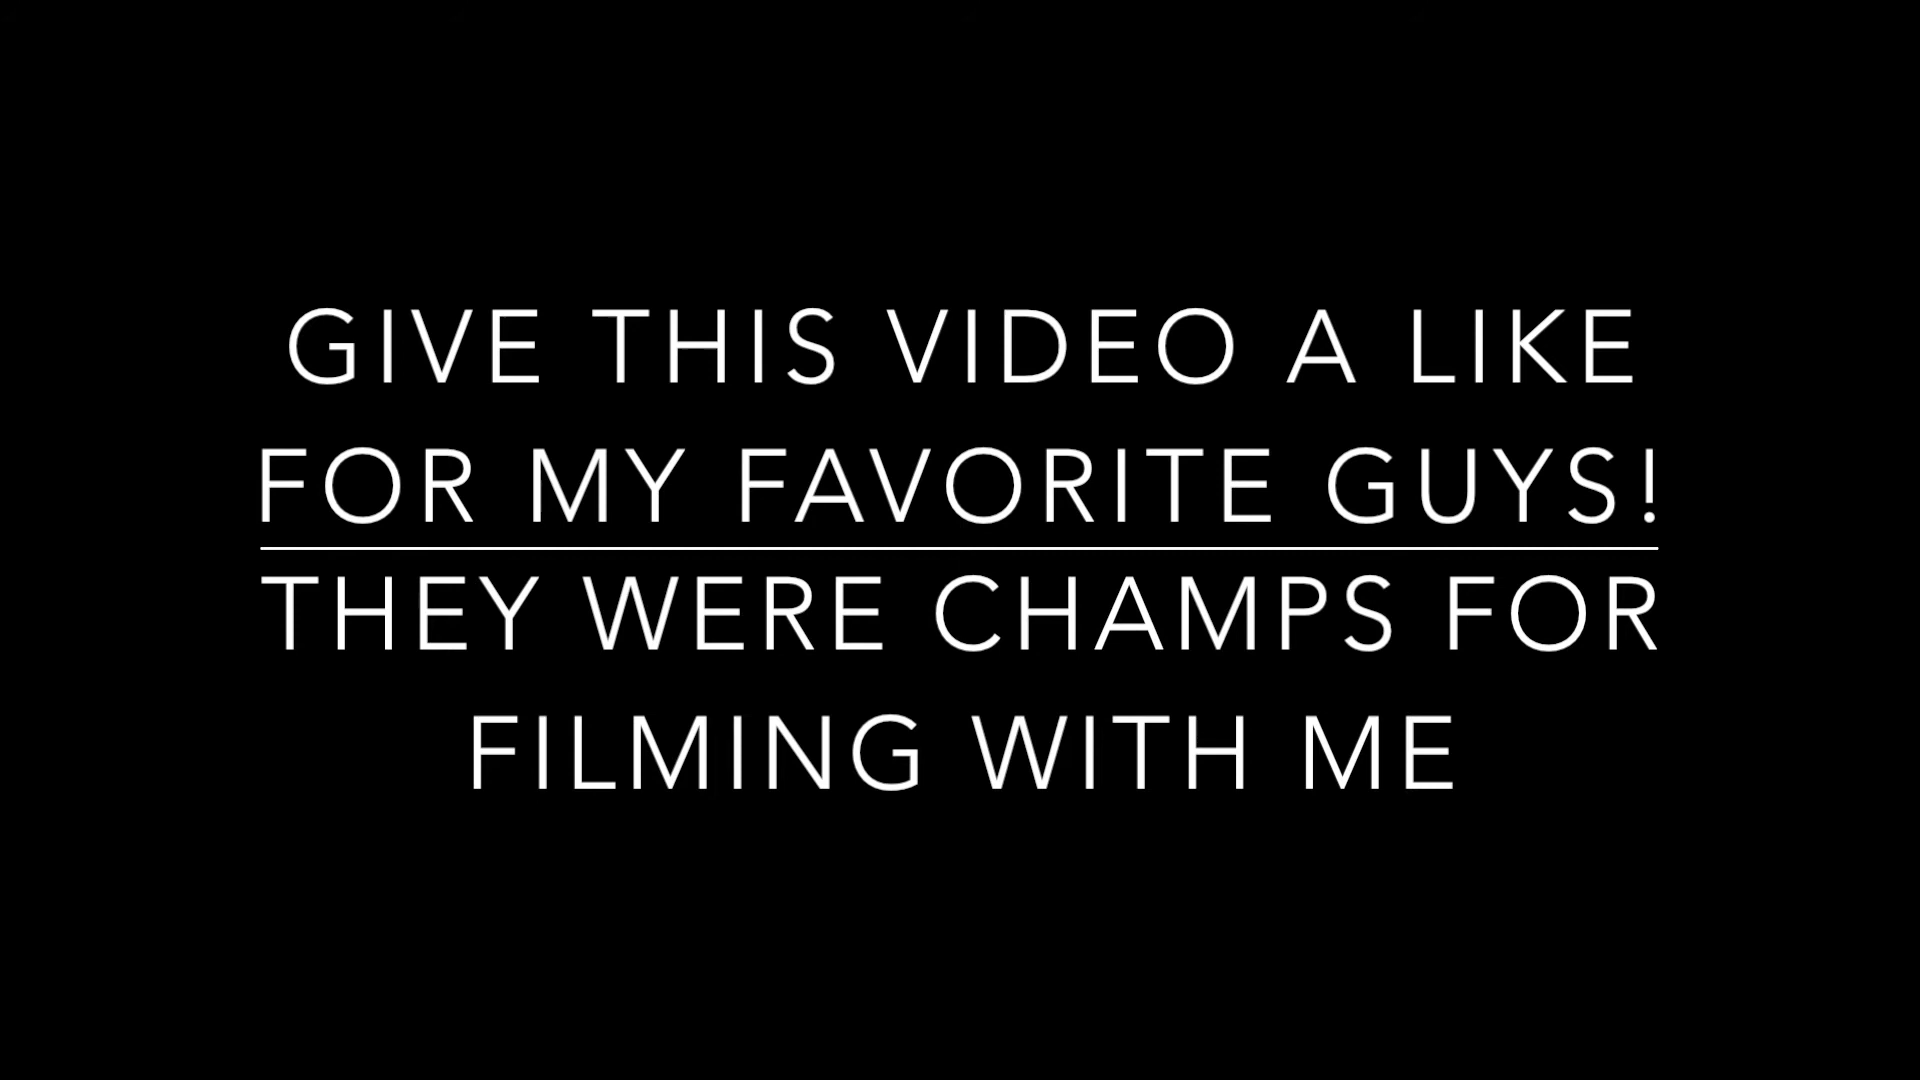 GIVE THIS VIDEO A LIKE
FOR MY FAVORITE GUYS!
THEY WERE CHAMPS FOR
FILMING WITH ME